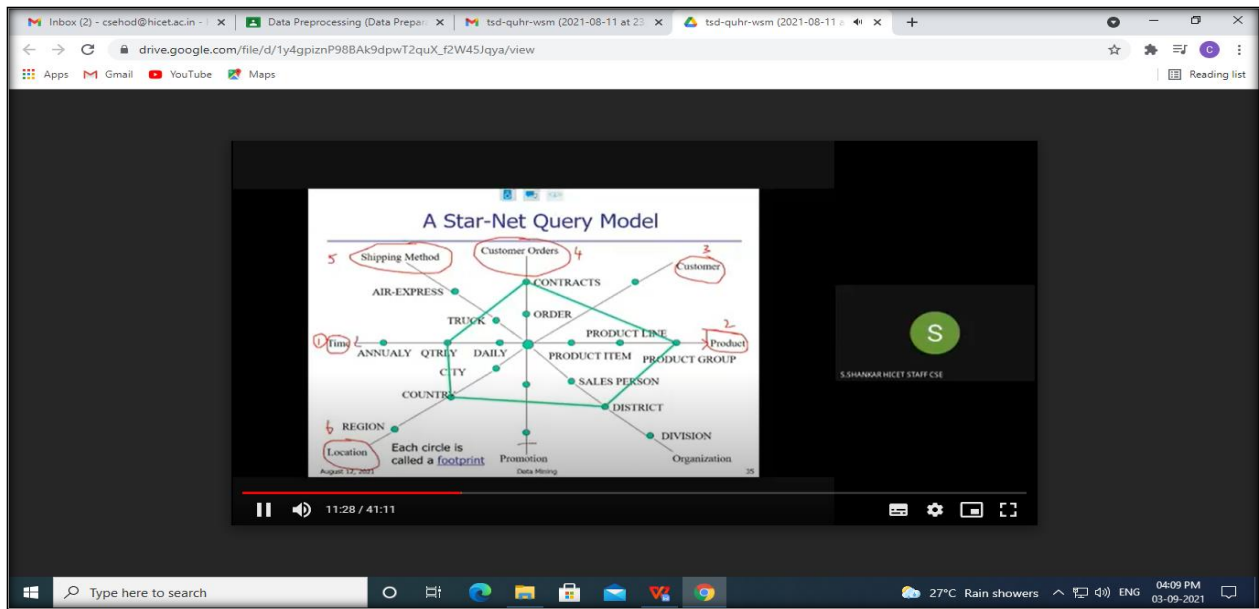 Inbox (2) - csehod@hicet.ac.in -
Data Preprocessing (Data Prepar
tsd-quhr-wsm (2021-08-11 at 23
tsd-quhr-wsm (2021-08-11 a
drive.google.com/file/d/1y4gpiznP98BAk9dpwT2quX_f2W45Jqya/view
C
Apps Gmail YouTube Maps
Reading list
A Star-Net Query Model
5 Shipping Method
Customer Orders 4
3
Customer
AIR-EXPRESS
CONTRACTS
TRUCK
ORDER
PRODUCT LINE
2
1 Time
Product
ANNUALY QTRLY DAILY
PRODUCT ITEM PRODUCT GROUP
CITY
SALES PERSON
COUNTRY
DISTRICT
6 REGION
DIVISION
Location
Each circle is
called a footprint
Promotion
Organization
August 12, 2021
Data Mining
35
S
S.SHANKAR HICET STAFF CSE
11:28 / 41:11
Type here to search
27°C Rain showers
ENG
04:09 PM
03-09-2021